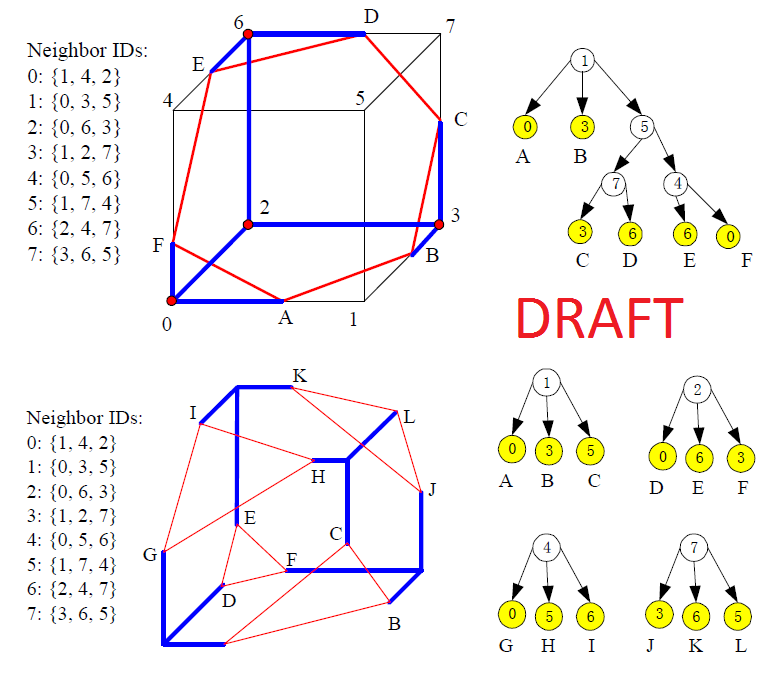 Neighbor IDs:
0: {1, 4, 2}
1: {0, 3, 5}
2: {0, 6, 3}
3: {1, 2, 7}
4: {0, 5, 6}
5: {1, 7, 4}
6: {2, 4, 7}
7: {3, 6, 5}
6
D
7
E
4
5
C
2
3
F
B
0
A
1
1
0
3
5
A
B
7
4
3
6
6
0
C
D
E
F
DRAFT
Neighbor IDs:
0: {1, 4, 2}
1: {0, 3, 5}
2: {0, 6, 3}
3: {1, 2, 7}
4: {0, 5, 6}
5: {1, 7, 4}
6: {2, 4, 7}
7: {3, 6, 5}
K
I
L
H
J
E
C
G
F
D
B
1
0
3
5
A
B
C
2
0
6
3
D
E
F
4
0
5
6
G
H
I
7
3
6
5
J
K
L